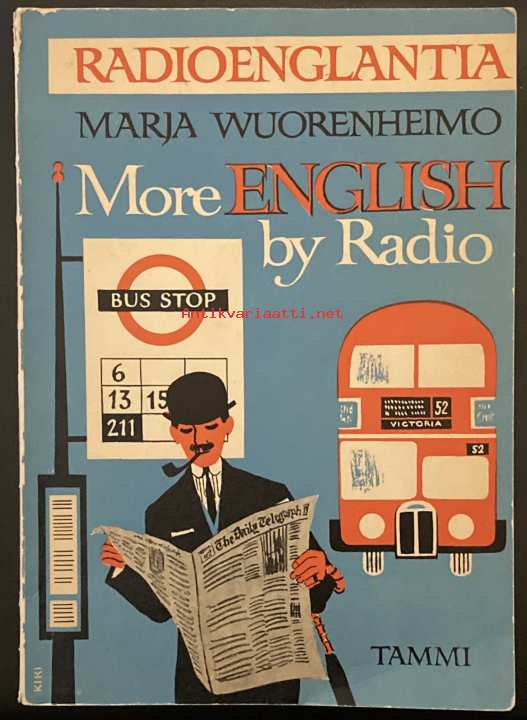 RADIOENGLANTIA
MARJA WUORENHEIMO
More ENGLISH
by Radio
BUS STOP
Antikvariaatti.net
6
13 15
211
52
VICTORIA
52
The Daily Telegraph
TAMMI
KIRI